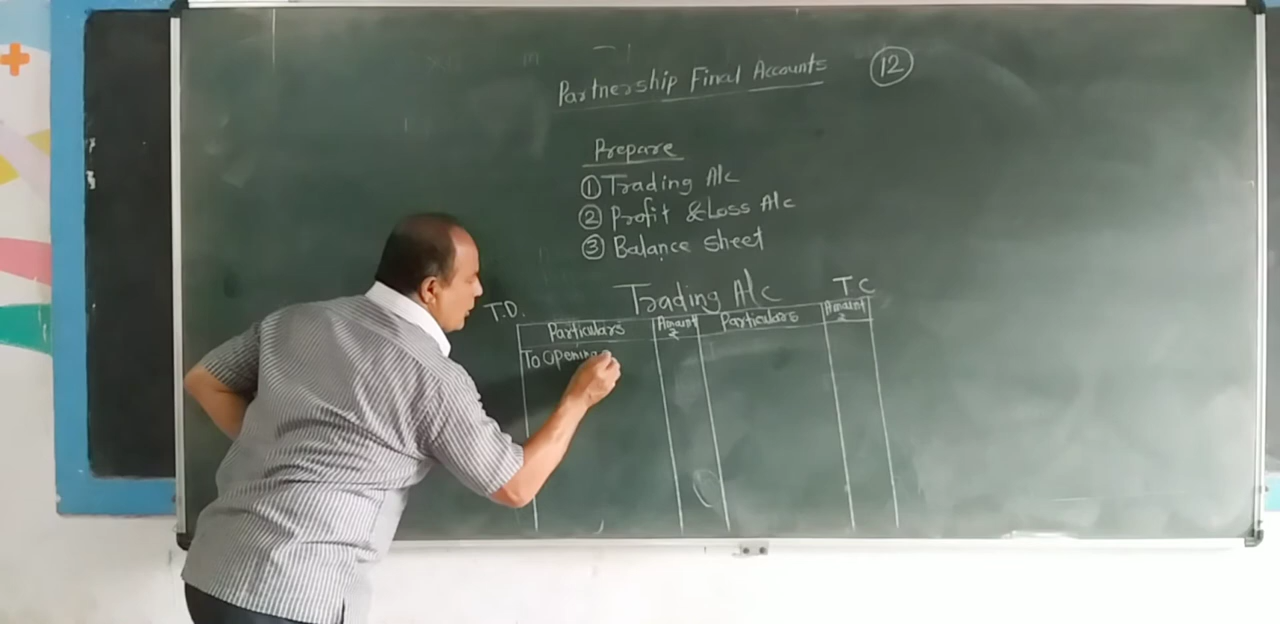 Partnership Final Accounts 12
Prepare
1 Trading A/c
2 Profit & Loss A/c
3 Balance Sheet
T.D. Trading A/c T C
Particulars Amount ₹ Particulars Amount ₹
To Opening